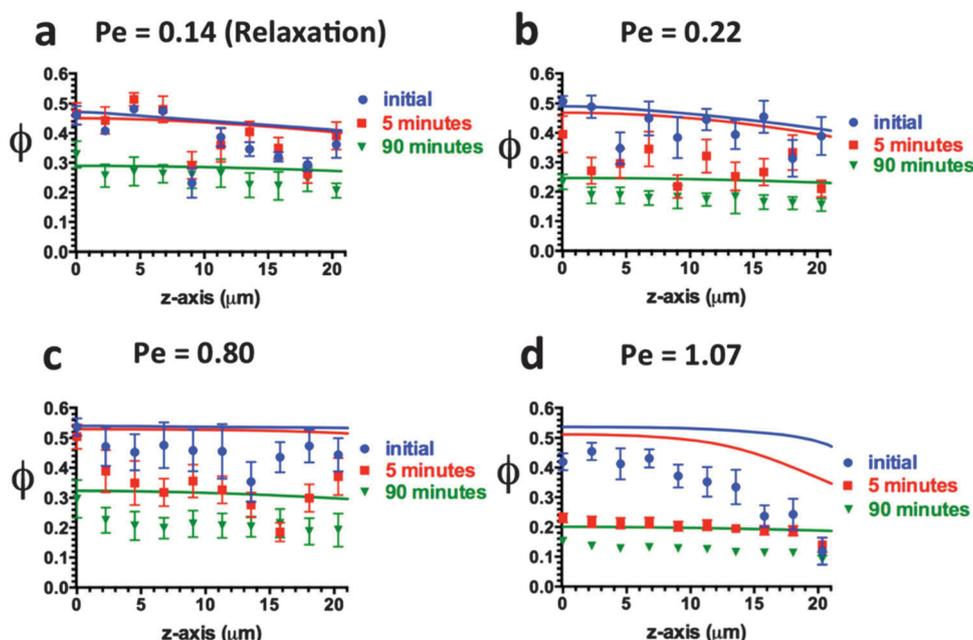 a Pe = 0.14 (Relaxation)
0.6
0.5
0.4
0.3
0.2
0.1
0.0
ϕ
0 5 10 15 20
z-axis (μm)
initial
5 minutes
90 minutes
b Pe = 0.22
0.6
0.5
0.4
0.3
0.2
0.1
0.0
ϕ
0 5 10 15 20
z-axis (μm)
initial
5 minutes
90 minutes
c Pe = 0.80
0.6
0.5
0.4
0.3
0.2
0.1
0.0
ϕ
0 5 10 15 20
z-axis (μm)
initial
5 minutes
90 minutes
d Pe = 1.07
0.6
0.5
0.4
0.3
0.2
0.1
0.0
ϕ
0 5 10 15 20
z-axis (μm)
initial
5 minutes
90 minutes